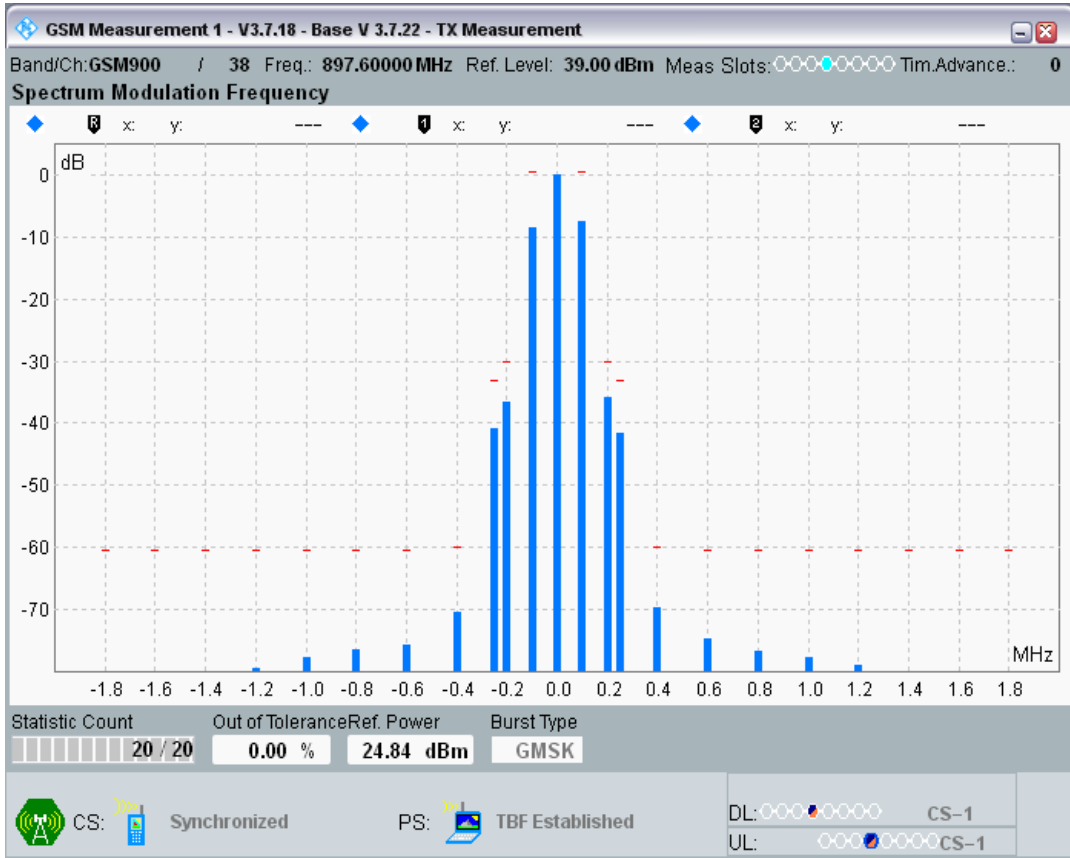 GSM Measurement 1 - V3.7.18 - Base V 3.7.22 - TX Measurement
Band/Ch:GSM900 / 38 Freq.: 897.60000 MHz Ref. Level: 39.00 dBm Meas Slots: Tim.Advance.: 0
Spectrum Modulation Frequency
R x: y: --- 1 x: y: --- 2 x: y: ---
dB
0
-10
-20
-30
-40
-50
-60
-70
MHz
-1.8 -1.6 -1.4 -1.2 -1.0 -0.8 -0.6 -0.4 -0.2 0.0 0.2 0.4 0.6 0.8 1.0 1.2 1.4 1.6 1.8
Statistic Count Out of Tolerance Ref. Power Burst Type
20 / 20 0.00 % 24.84 dBm GMSK
CS: Synchronized PS: TBF Established
DL: CS-1
UL: CS-1